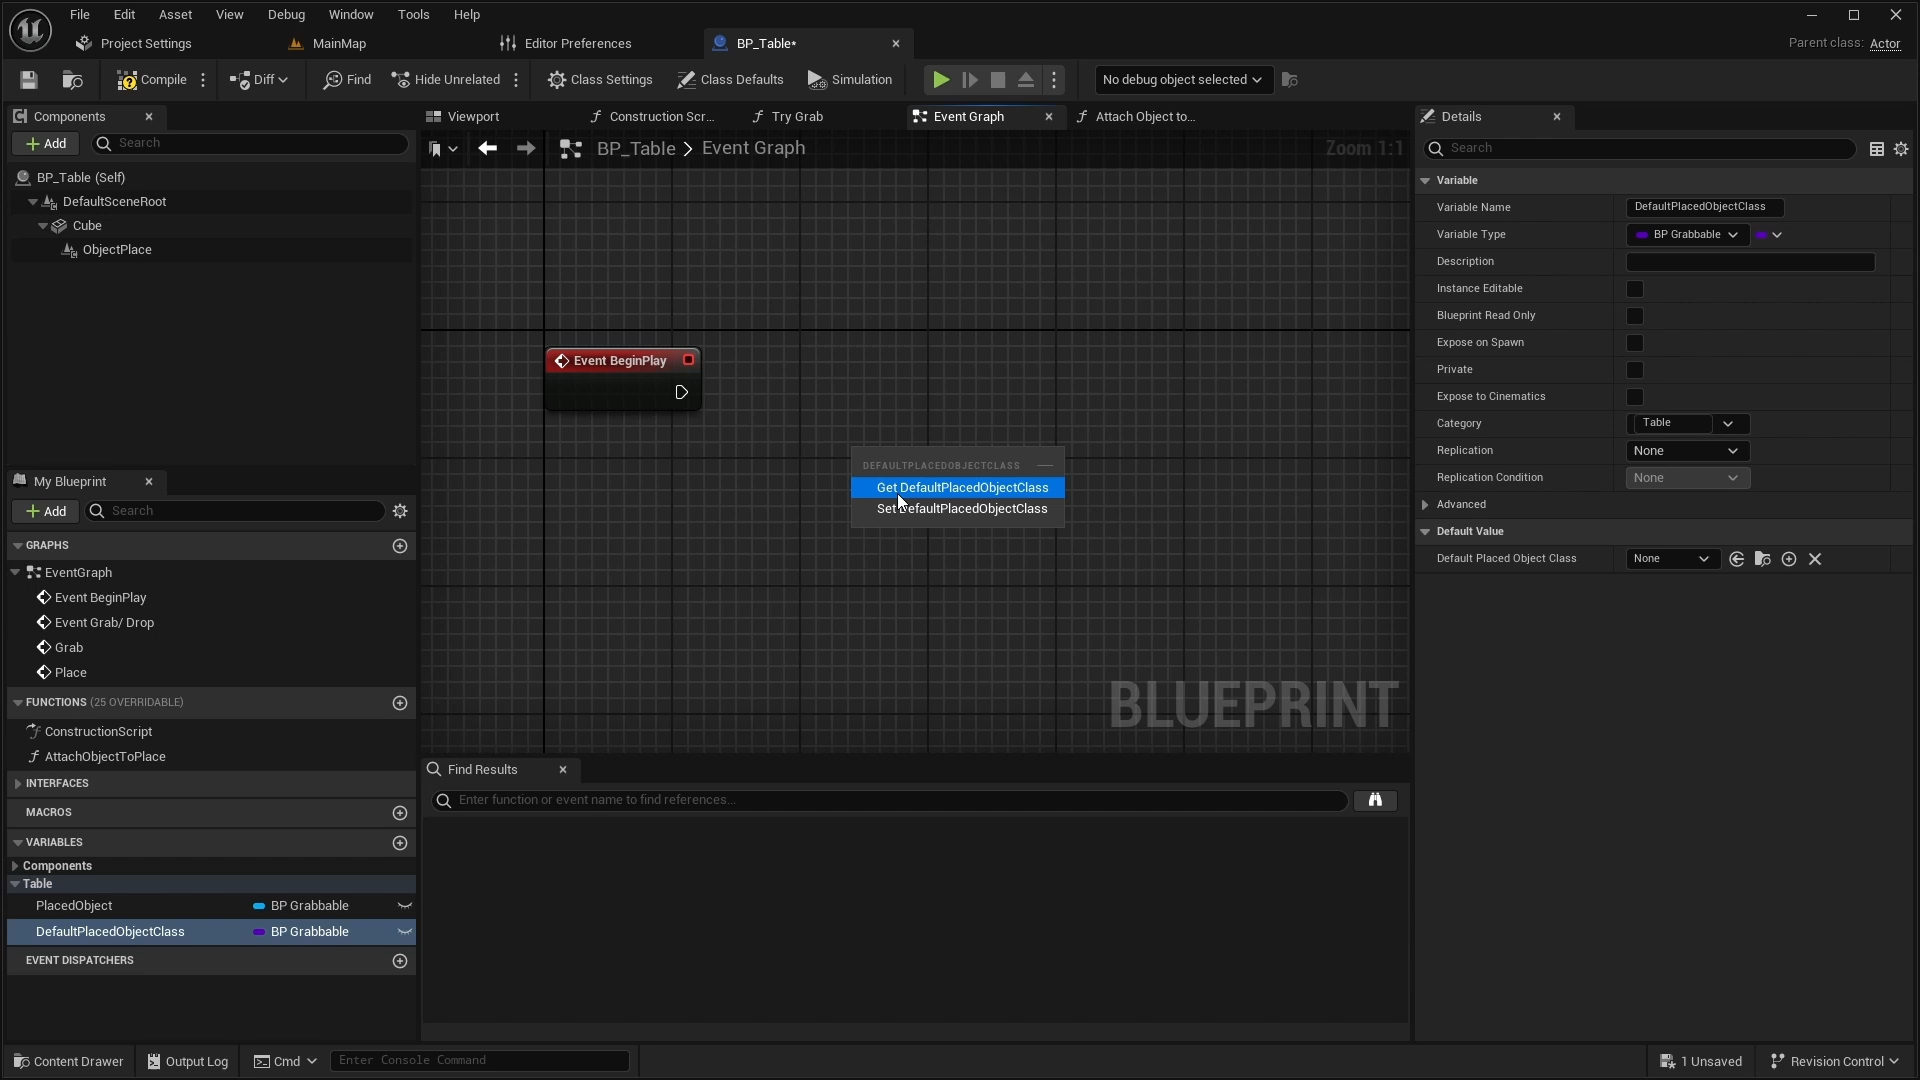 File Edit Asset View Debug Window Tools Help
Project Settings MainMap Editor Preferences BP_Table* Parent class: Actor
Compile Diff Find Hide Unrelated Class Settings Class Defaults Simulation No debug object selected
Components
Add Search
BP_Table (Self)
DefaultSceneRoot
Cube
ObjectPlace
My Blueprint
Add Search
GRAPHS
EventGraph
Event BeginPlay
Event Grab/ Drop
Grab
Place
FUNCTIONS (25 OVERRIDABLE)
ConstructionScript
AttachObjectToPlace
INTERFACES
MACROS
VARIABLES
Components
Table
PlacedObject BP Grabbable
DefaultPlacedObjectClass BP Grabbable
EVENT DISPATCHERS
Viewport Construction Scr... Try Grab Event Graph Attach Object to...
BP_Table > Event Graph Zoom 1:1
Event BeginPlay
DEFAULTPLACEDOBJECTCLASS
Get DefaultPlacedObjectClass
Set DefaultPlacedObjectClass
BLUEPRINT
Find Results
Enter function or event name to find references...
Details
Search
Variable
Variable Name DefaultPlacedObjectClass
Variable Type BP Grabbable
Description
Instance Editable
Blueprint Read Only
Expose on Spawn
Private
Expose to Cinematics
Category Table
Replication None
Replication Condition None
Advanced
Default Value
Default Placed Object Class None
Content Drawer Output Log Cmd Enter Console Command 1 Unsaved Revision Control